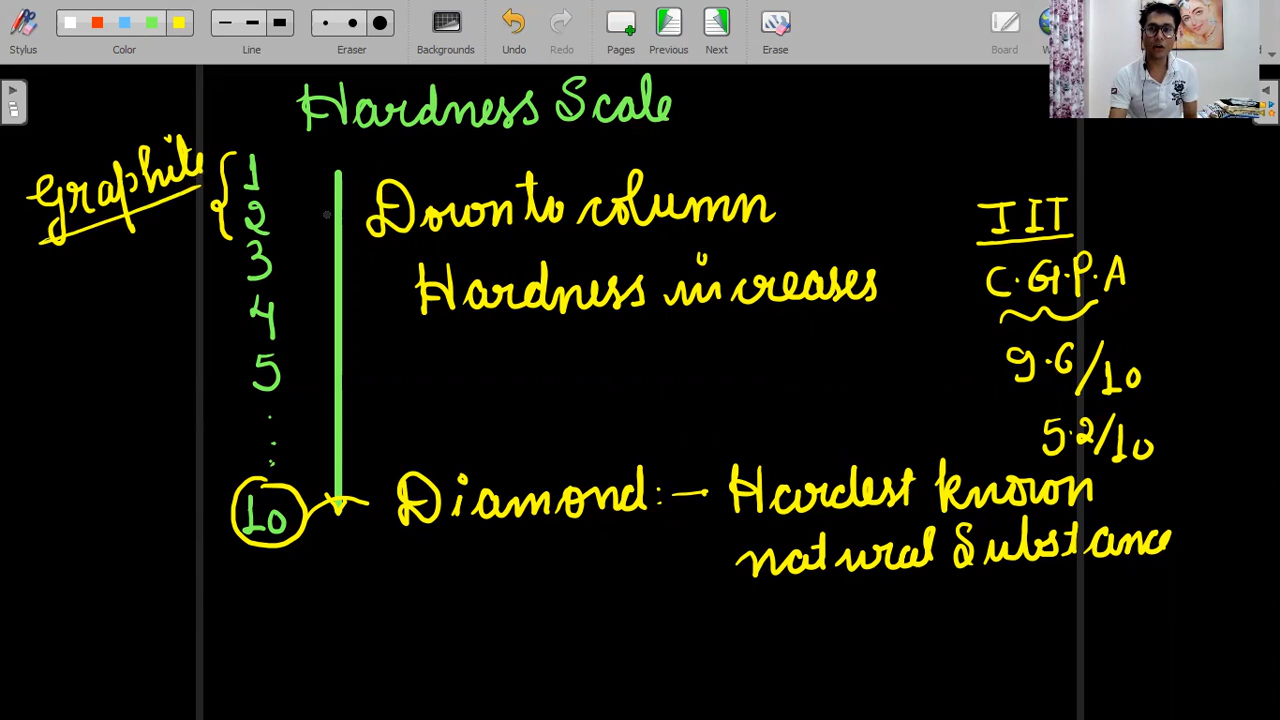 Stylus
Color
Line
Eraser
Backgrounds
Undo
Redo
Pages
Previous
Next
Erase
Board
Hardness Scale
Graphite
1
2
3
4
5
10
Down to column
Hardness increases
IIT
C.G.P.A
9.6/10
5.2/10
Diamond:- Hardest known
natural Substance